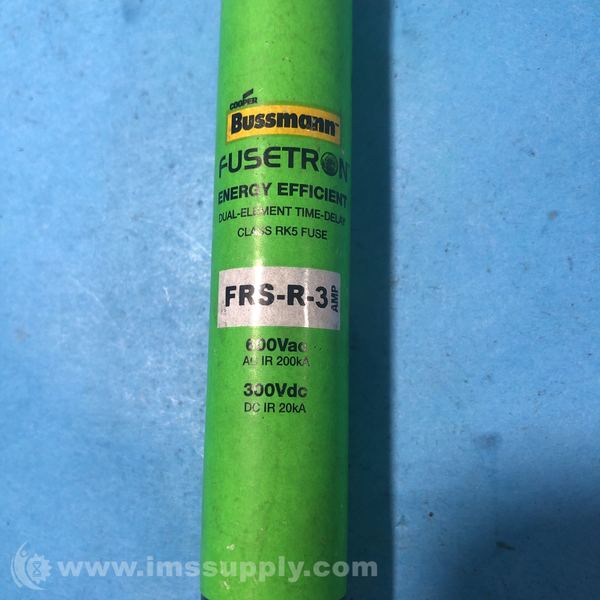 COOPER
Bussmann™
FUSETRON
ENERGY EFFICIENT
DUAL-ELEMENT TIME-DELAY
CLASS RK5 FUSE
FRS-R-3 AMP
600Vac
AC IR 200kA
300Vdc
DC IR 20kA
www.imssupply.com